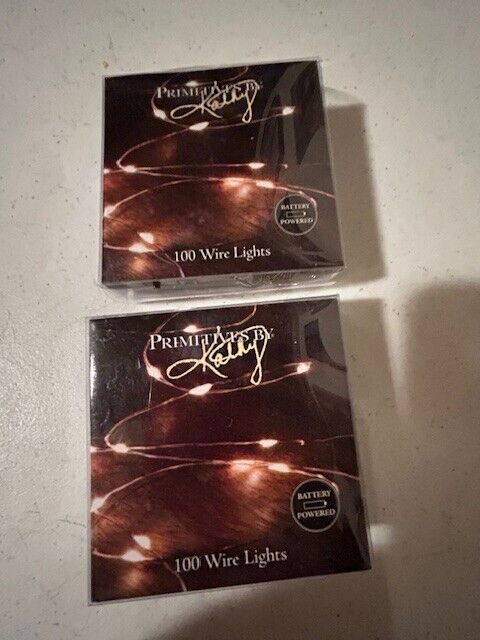 PRIMITIVES BY
Kathy
BATTERY
POWERED
100 Wire Lights
PRIMITIVES BY
Kathy
BATTERY
POWERED
100 Wire Lights